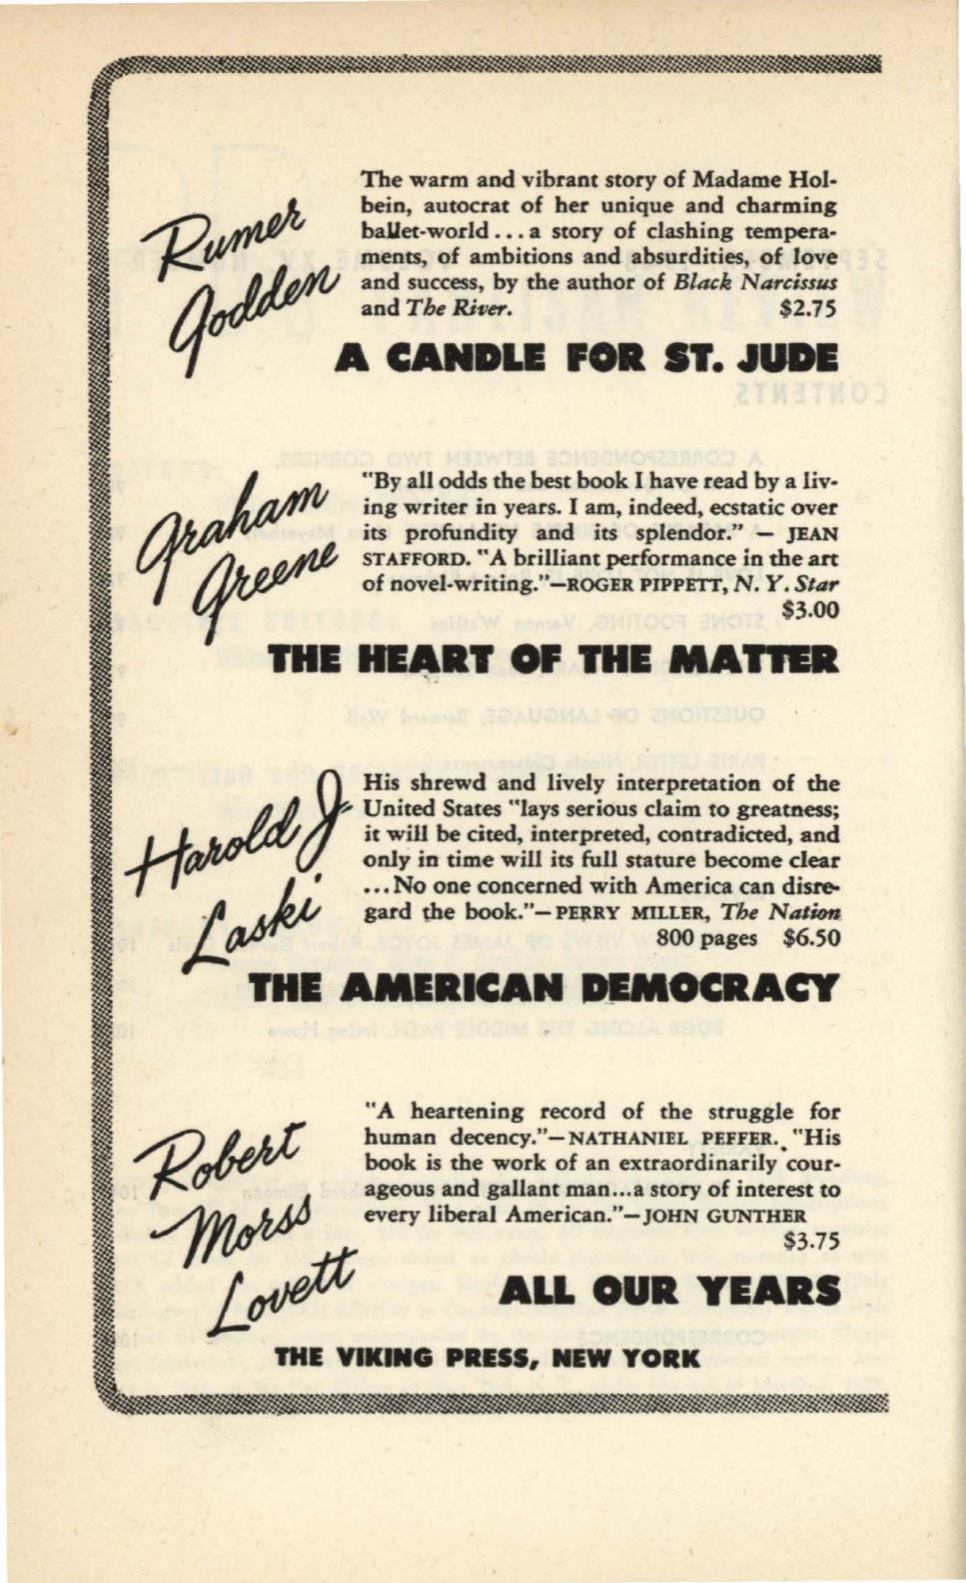 Rumer
Godden
The warm and vibrant story of Madame Hol-
bein, autocrat of her unique and charming
ballet-world...a story of clashing tempera-
ments, of ambitions and absurdities, of love
and success, by the author of Black Narcissus
and The River. $2.75
A CANDLE FOR ST. JUDE
Graham
Greene
"By all odds the best book I have read by a liv-
ing writer in years. I am, indeed, ecstatic over
its profundity and its splendor." — JEAN
STAFFORD. "A brilliant performance in the art
of novel-writing."—ROGER PIPPETT, N. Y. Star
$3.00
THE HEART OF THE MATTER
Harold J.
Laski
His shrewd and lively interpretation of the
United States "lays serious claim to greatness;
it will be cited, interpreted, contradicted, and
only in time will its full stature become clear
...No one concerned with America can disre-
gard the book."—PERRY MILLER, The Nation
800 pages $6.50
THE AMERICAN DEMOCRACY
Robert
Morss
Lovett
"A heartening record of the struggle for
human decency."—NATHANIEL PEFFER. "His
book is the work of an extraordinarily cour-
ageous and gallant man...a story of interest to
every liberal American."—JOHN GUNTHER
$3.75
ALL OUR YEARS
THE VIKING PRESS, NEW YORK